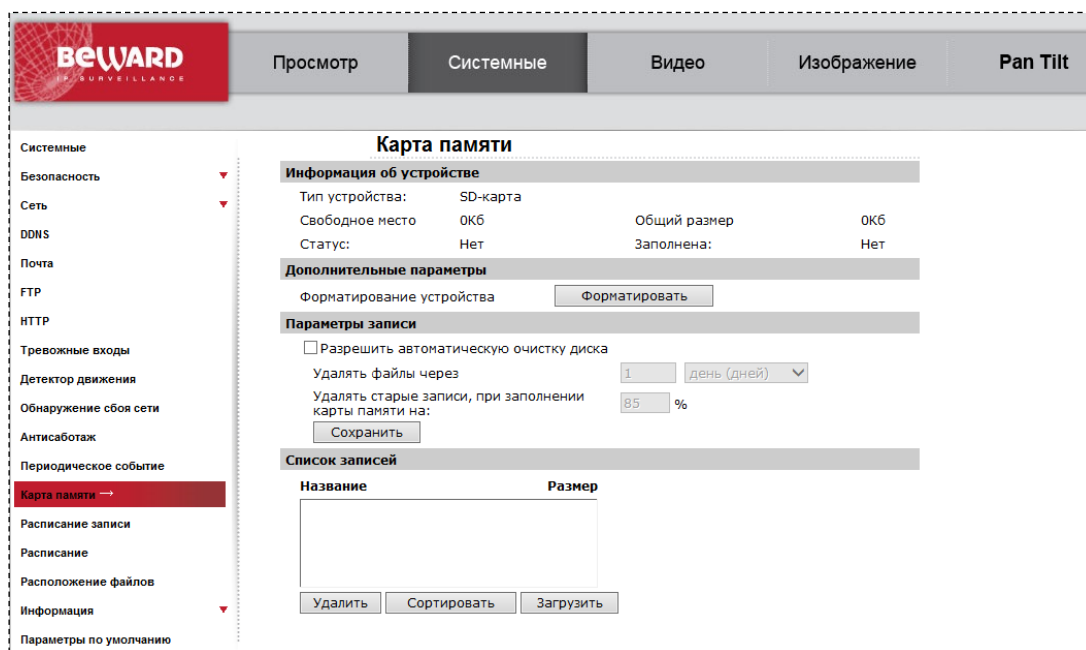 BEWARD
IP SURVEILLANCE
Просмотр
Системные
Видео
Изображение
Pan Tilt
Системные
Безопасность
Сеть
DDNS
Почта
FTP
HTTP
Тревожные входы
Детектор движения
Обнаружение сбоя сети
Антисаботаж
Периодическое событие
Карта памяти →
Расписание записи
Расписание
Расположение файлов
Информация
Параметры по умолчанию
Карта памяти
Информация об устройстве
Тип устройства: SD-карта
Свободное место 0Кб Общий размер 0Кб
Статус: Нет Заполнена: Нет
Дополнительные параметры
Форматирование устройства Форматировать
Параметры записи
Разрешить автоматическую очистку диска
Удалять файлы через 1 день (дней)
Удалять старые записи, при заполнении
карты памяти на: 85 %
Сохранить
Список записей
Название Размер
Удалить Сортировать Загрузить